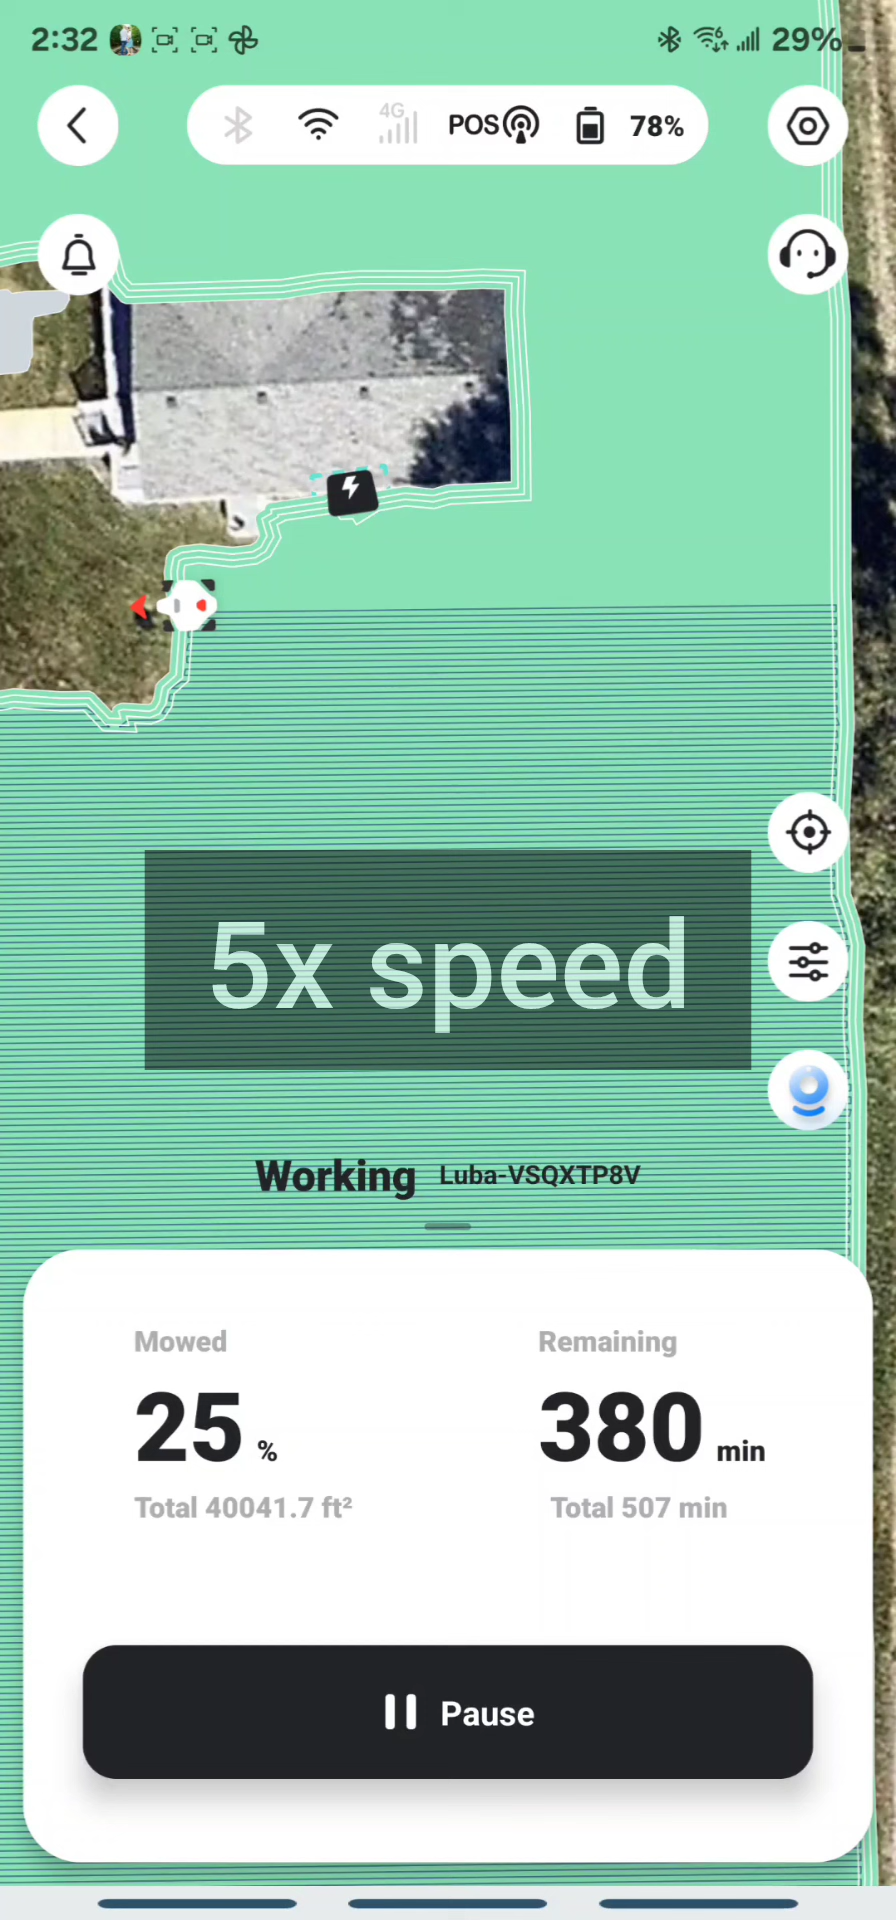 2:32 29%
4G POS 78%
5x speed
Working Luba-VSQXTP8V
Mowed Remaining
25 % 380 min
Total 40041.7 ft² Total 507 min
Pause